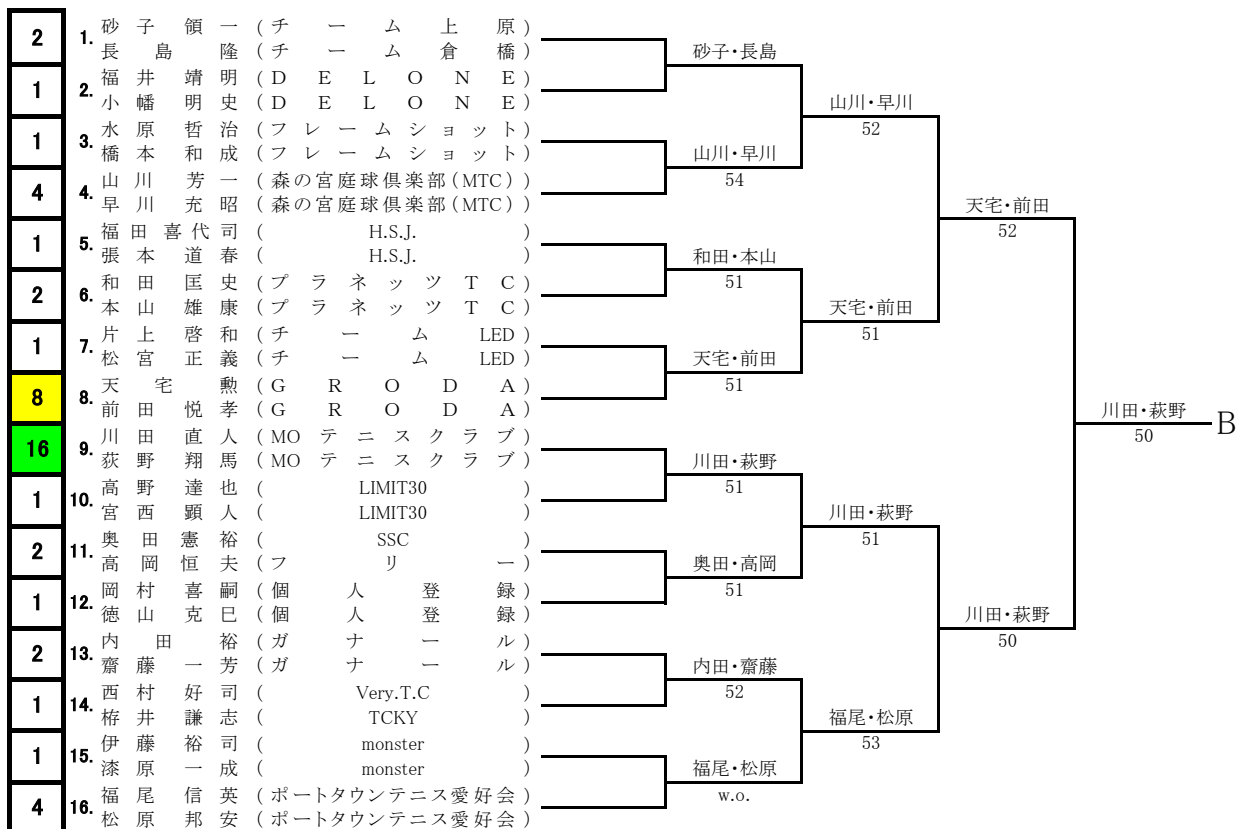 2 1. 砂子領一 (チーム上原)
長島隆 (チーム倉橋)
1 2. 福井靖明 (DELONE)
小幡明史 (DELONE)
1 3. 水原哲治 (フレームショット)
橋本和成 (フレームショット)
4 4. 山川芳一 (森の宮庭球倶楽部(MTC))
早川充昭 (森の宮庭球倶楽部(MTC))
1 5. 福田喜代司 (H.S.J.)
張本道春 (H.S.J.)
2 6. 和田匡史 (プラネッツTC)
本山雄康 (プラネッツTC)
1 7. 片上啓和 (チームLED)
松宮正義 (チームLED)
8 8. 天宅勲 (GRODA)
前田悦孝 (GRODA)
16 9. 川田直人 (MOテニスクラブ)
荻野翔馬 (MOテニスクラブ)
1 10. 高野達也 (LIMIT30)
宮西顕人 (LIMIT30)
2 11. 奥田憲裕 (SSC)
高岡恒夫 (フリー)
1 12. 岡村喜嗣 (個人登録)
徳山克巳 (個人登録)
2 13. 内田裕 (ガナール)
齋藤一芳 (ガナール)
1 14. 西村好司 (Very.T.C)
栫井謙志 (TCKY)
1 15. 伊藤裕司 (monster)
漆原一成 (monster)
4 16. 福尾信英 (ポートタウンテニス愛好会)
松原邦安 (ポートタウンテニス愛好会)
砂子・長島
山川・早川
54
和田・本山
51
天宅・前田
51
川田・萩野
51
奥田・高岡
51
内田・齋藤
52
福尾・松原
w.o.
山川・早川
52
天宅・前田
51
川田・萩野
51
福尾・松原
53
天宅・前田
52
川田・萩野
50
川田・萩野
50
B